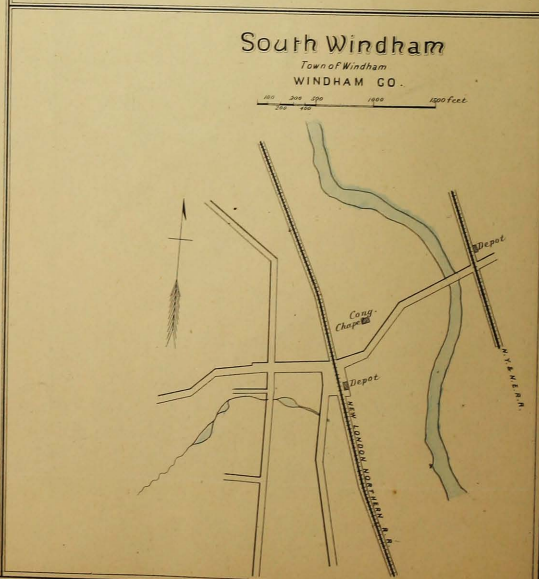 South Windham
Town of Windham
WINDHAM CO.
100 300 500 1000 1500 feet
200 400
Depot
Cong.
Chapel
Depot
N.Y. & N.E. R.R.
NEW LONDON NORTHERN R.R.